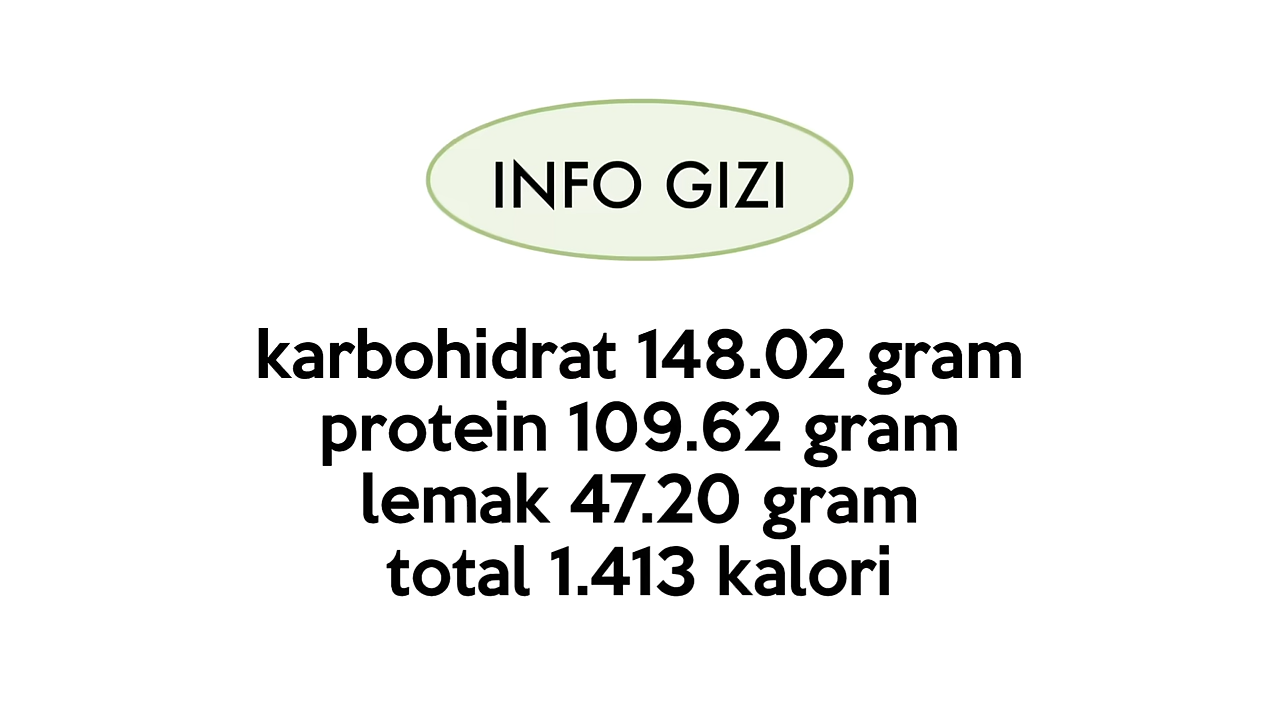 INFO GIZI
karbohidrat 148.02 gram
protein 109.62 gram
lemak 47.20 gram
total 1.413 kalori